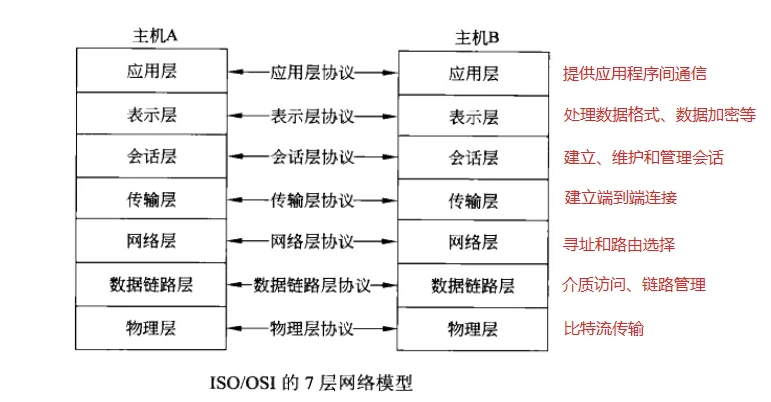 主机A 主机B
应用层 应用层协议 应用层 提供应用程序间通信
表示层 表示层协议 表示层 处理数据格式、数据加密等
会话层 会话层协议 会话层 建立、维护和管理会话
传输层 传输层协议 传输层 建立端到端连接
网络层 网络层协议 网络层 寻址和路由选择
数据链路层 数据链路层协议 数据链路层 介质访问、链路管理
物理层 物理层协议 物理层 比特流传输
ISO/OSI 的 7 层网络模型